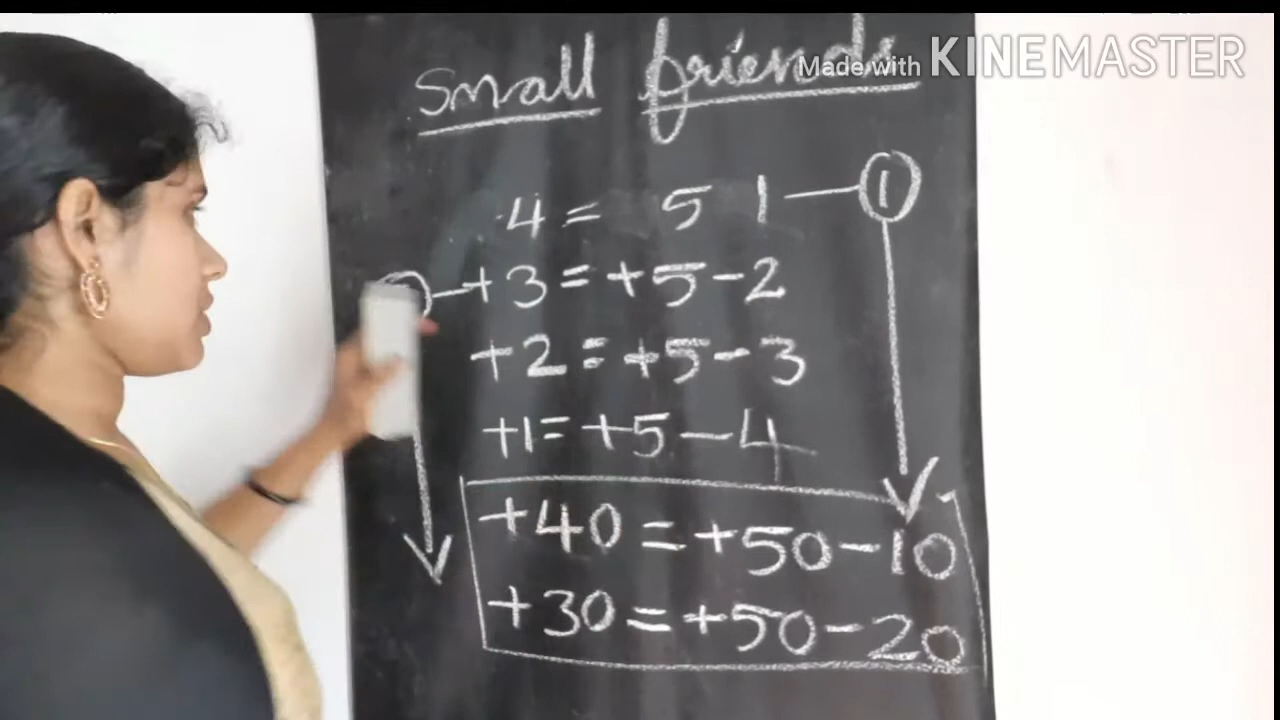 Small friends
Made with KINEMASTER
4 = 5 1 — 1
+3 = +5 - 2
+2 = +5 - 3
+1 = +5 - 4
+40 = +50 - 10
+30 = +50 - 20